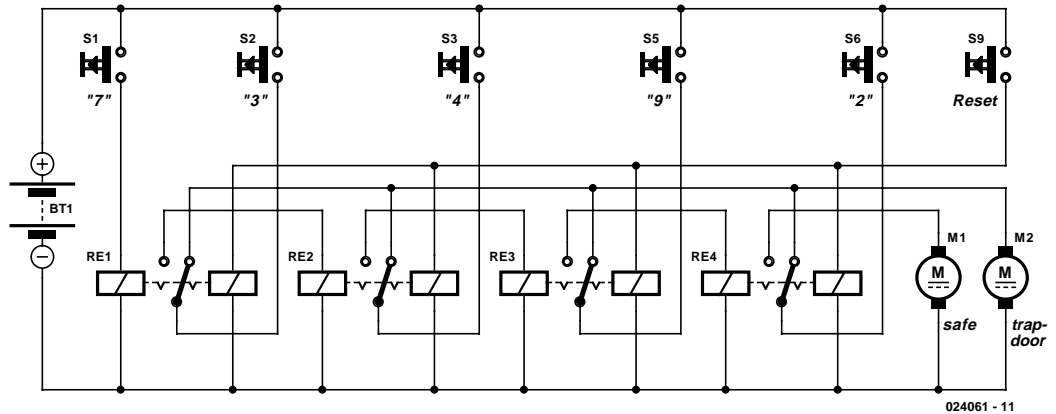 S1 S2 S3 S5 S6 S9
"7" "3" "4" "9" "2" Reset
+
BT1
−
RE1 RE2 RE3 RE4 M1 M2
M M
safe trap-
door
024061 - 11